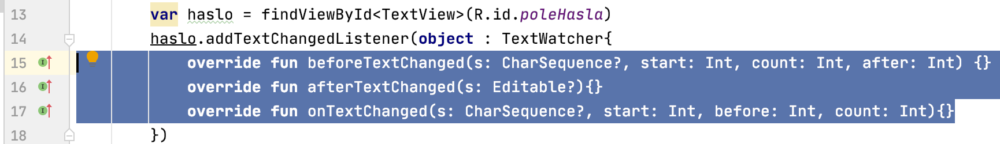 13 var haslo = findViewById<TextView>(R.id.poleHasla)
14 haslo.addTextChangedListener(object : TextWatcher{
15 override fun beforeTextChanged(s: CharSequence?, start: Int, count: Int, after: Int) {}
16 override fun afterTextChanged(s: Editable?){}
17 override fun onTextChanged(s: CharSequence?, start: Int, before: Int, count: Int){}
18 })